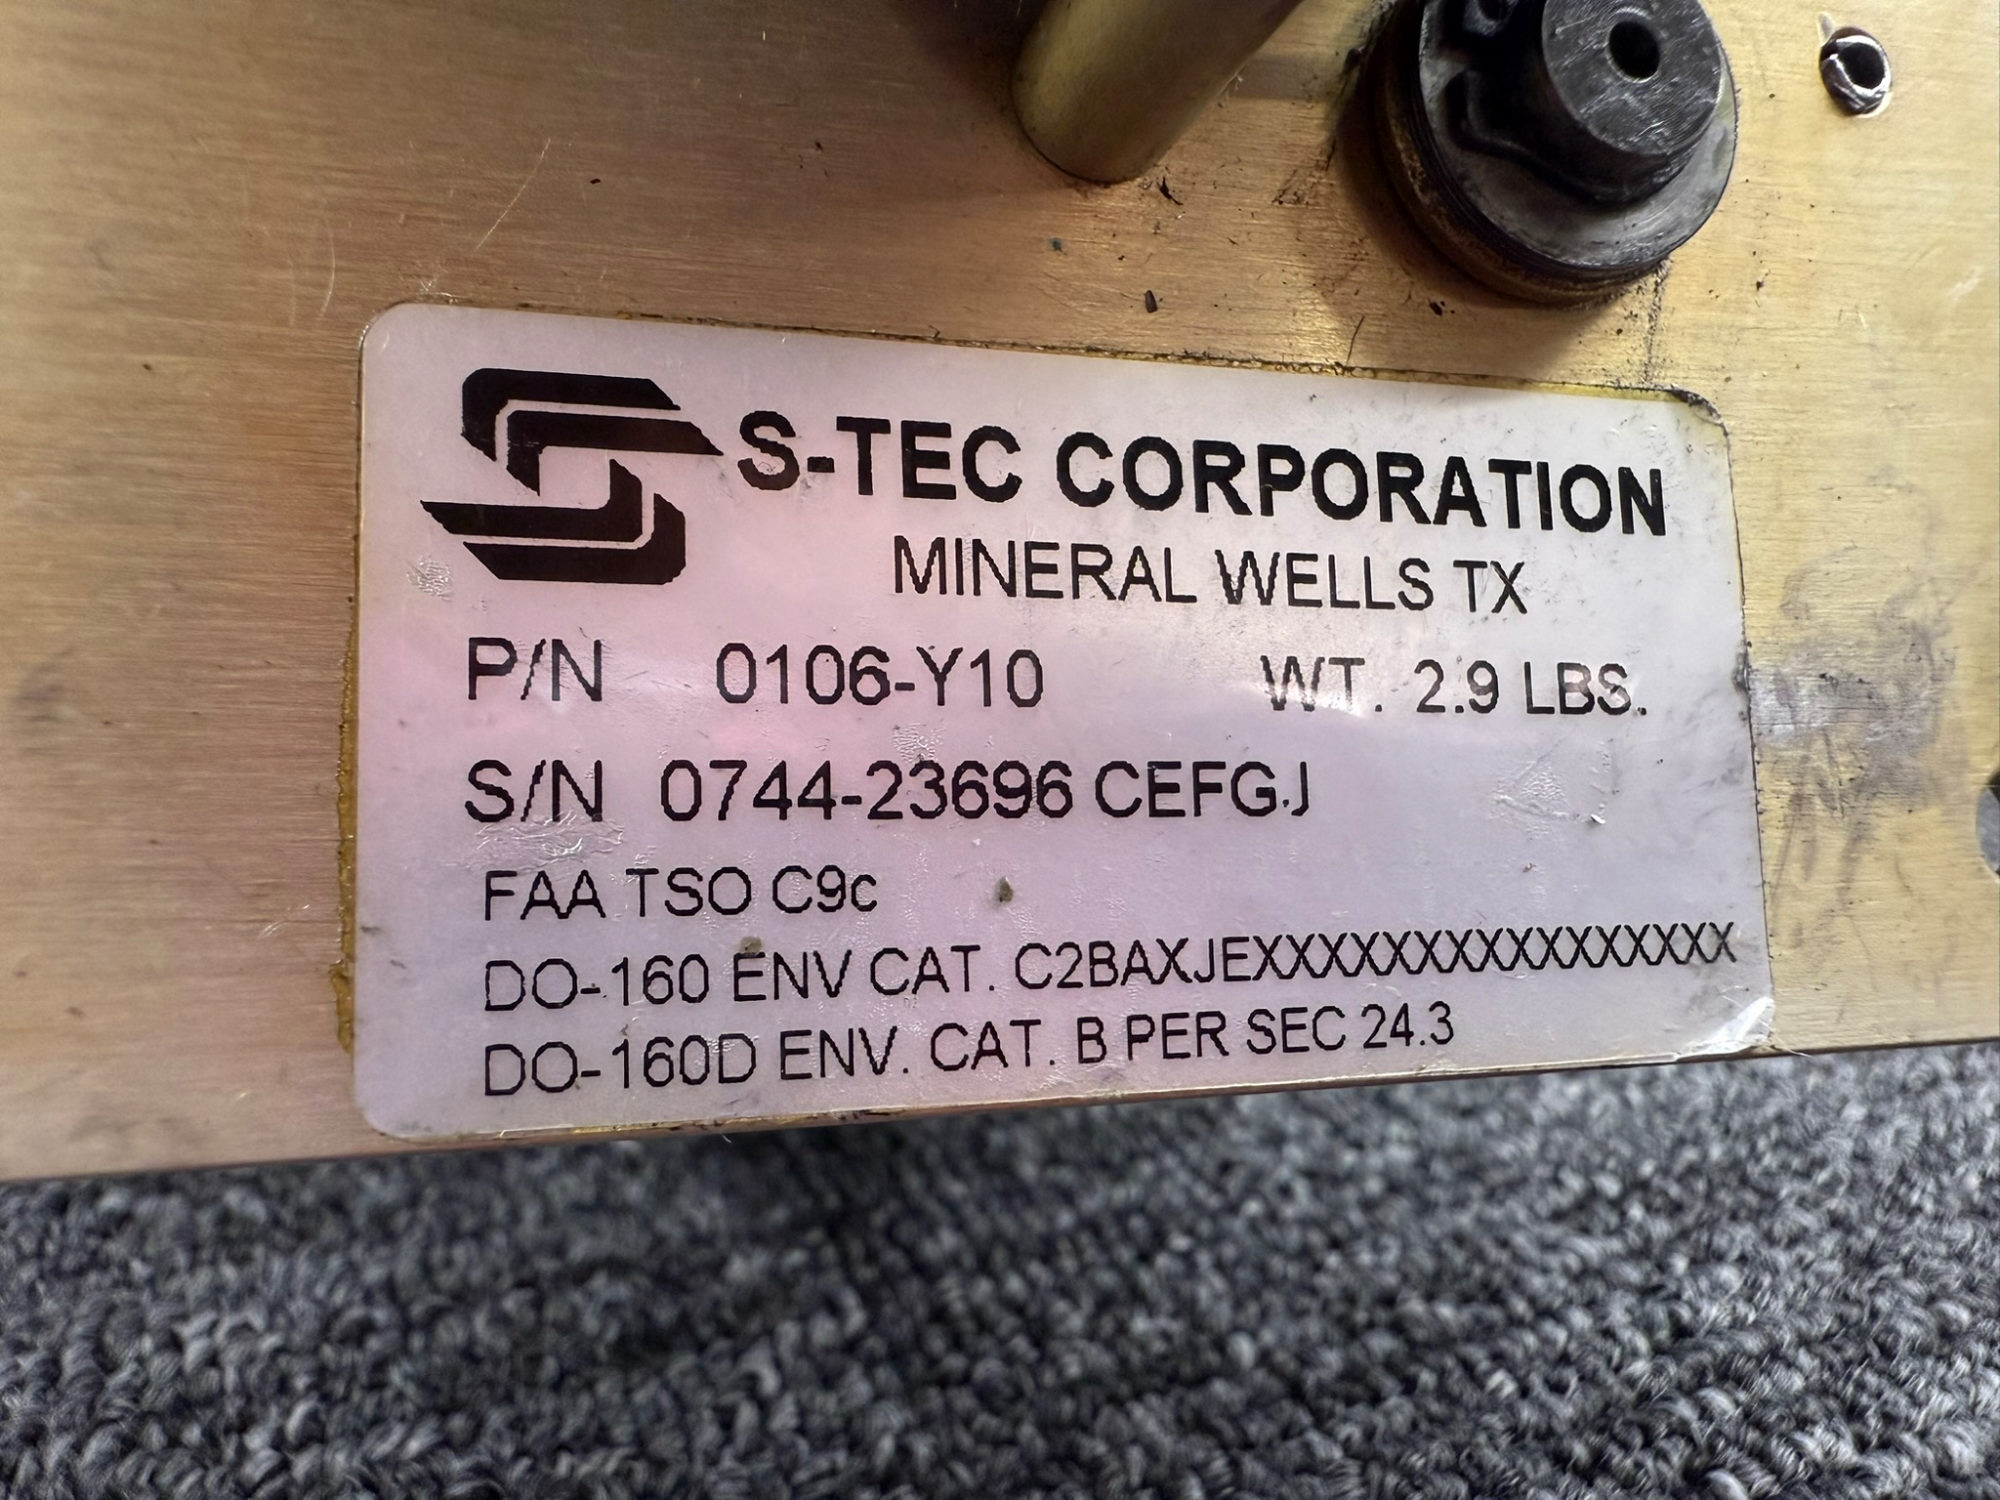 S-TEC CORPORATION
MINERAL WELLS TX
P/N 0106-Y10 WT. 2.9 LBS.
S/N 0744-23696 CEFGJ
FAA TSO C9c
DO-160 ENV CAT. C2BAXJEXXXXXXXXXXXXXXXXX
DO-160D ENV. CAT. B PER SEC 24.3